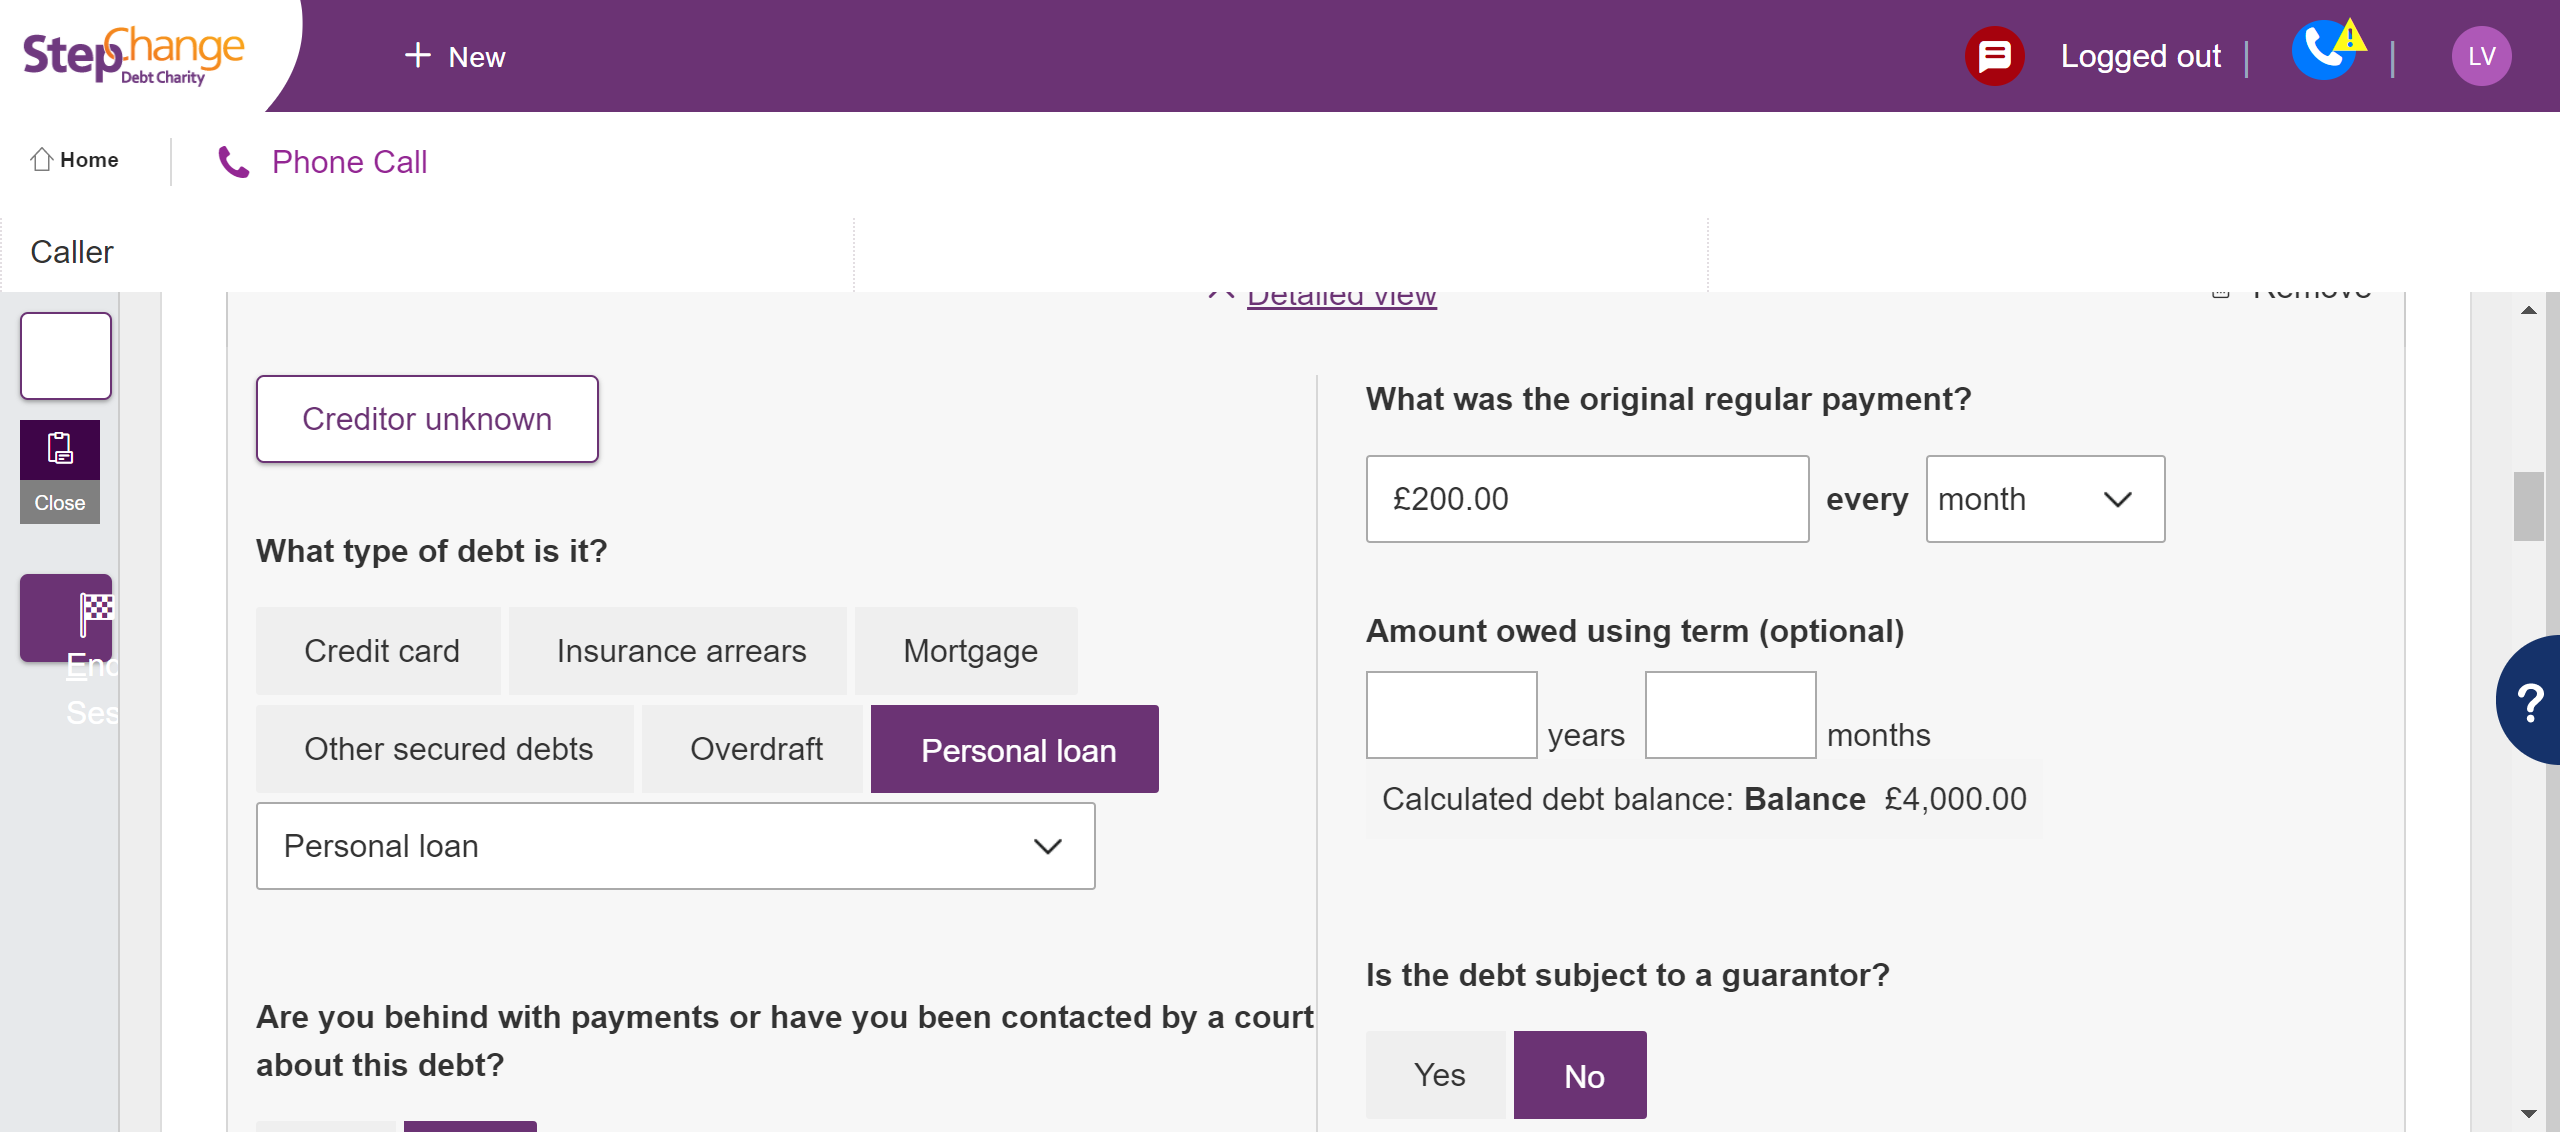 StepChange
Debt Charity
+ New
Logged out
LV
Home
Phone Call
Caller
Detailed view
Remove
Creditor unknown
What was the original regular payment?
£200.00 every month
Close
What type of debt is it?
Amount owed using term (optional)
Credit card Insurance arrears Mortgage
years months
Other secured debts Overdraft Personal loan
Calculated debt balance: Balance £4,000.00
Personal loan
Is the debt subject to a guarantor?
Are you behind with payments or have you been contacted by a court
about this debt?
Yes No
?